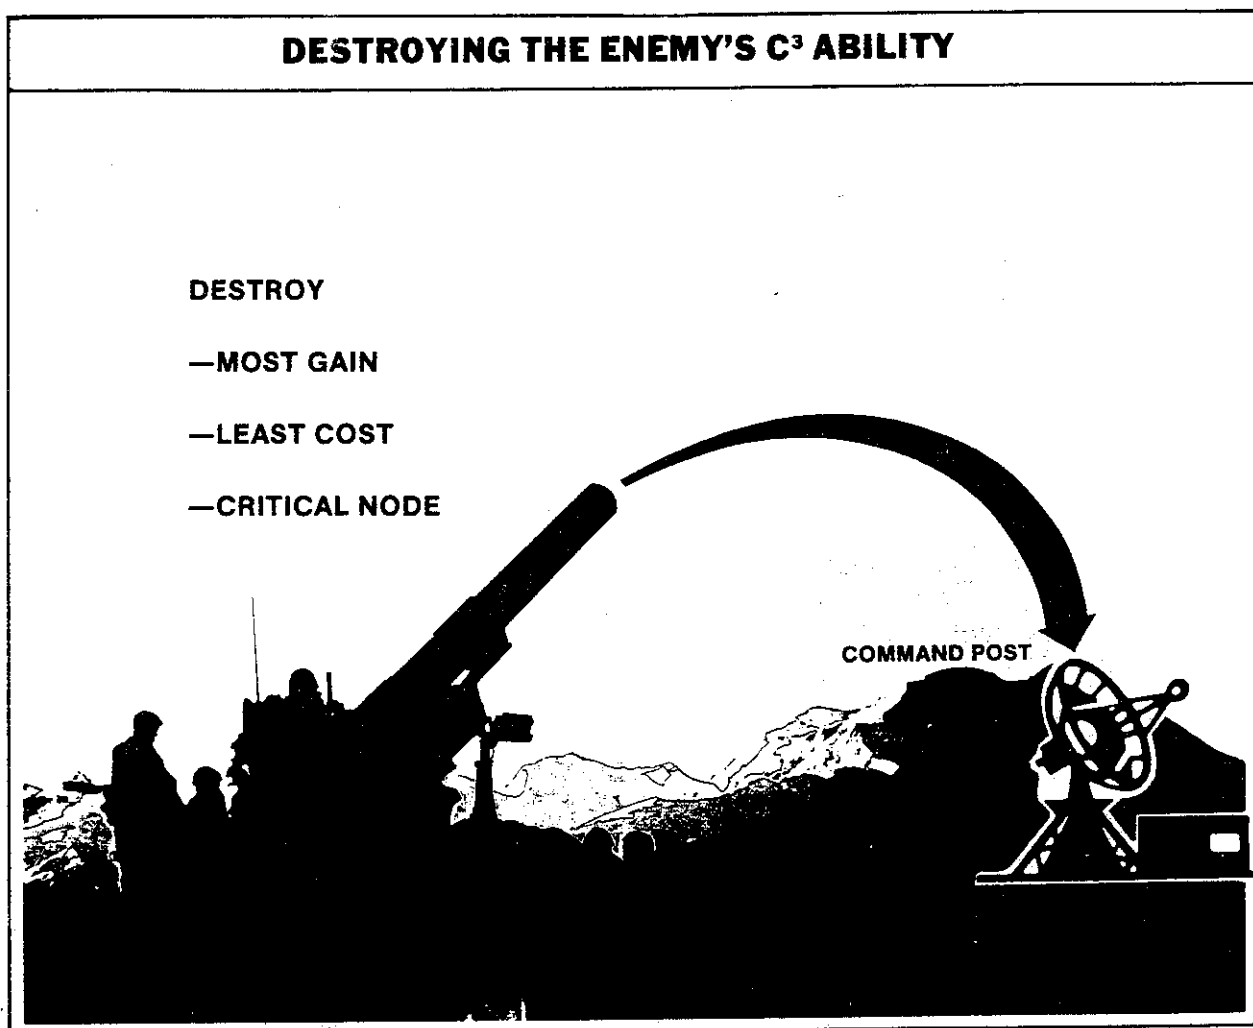 DESTROYING THE ENEMY'S C³ ABILITY
DESTROY
—MOST GAIN
—LEAST COST
—CRITICAL NODE
COMMAND POST